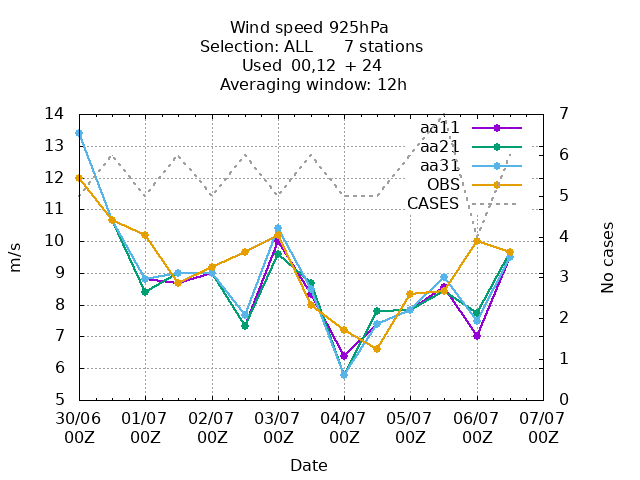 Wind speed 925hPa
Selection: ALL 7 stations
Used 00,12 + 24
Averaging window: 12h
14
13
12
11
10
9
8
7
6
5
m/s
7
6
5
4
3
2
1
0
No cases
aa11
aa21
aa31
OBS
CASES
30/06 01/07 02/07 03/07 04/07 05/07 06/07 07/07
00Z 00Z 00Z 00Z 00Z 00Z 00Z 00Z
Date